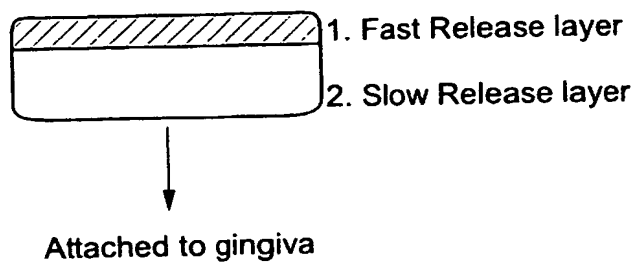 1. Fast Release layer
2. Slow Release layer
Attached to gingiva